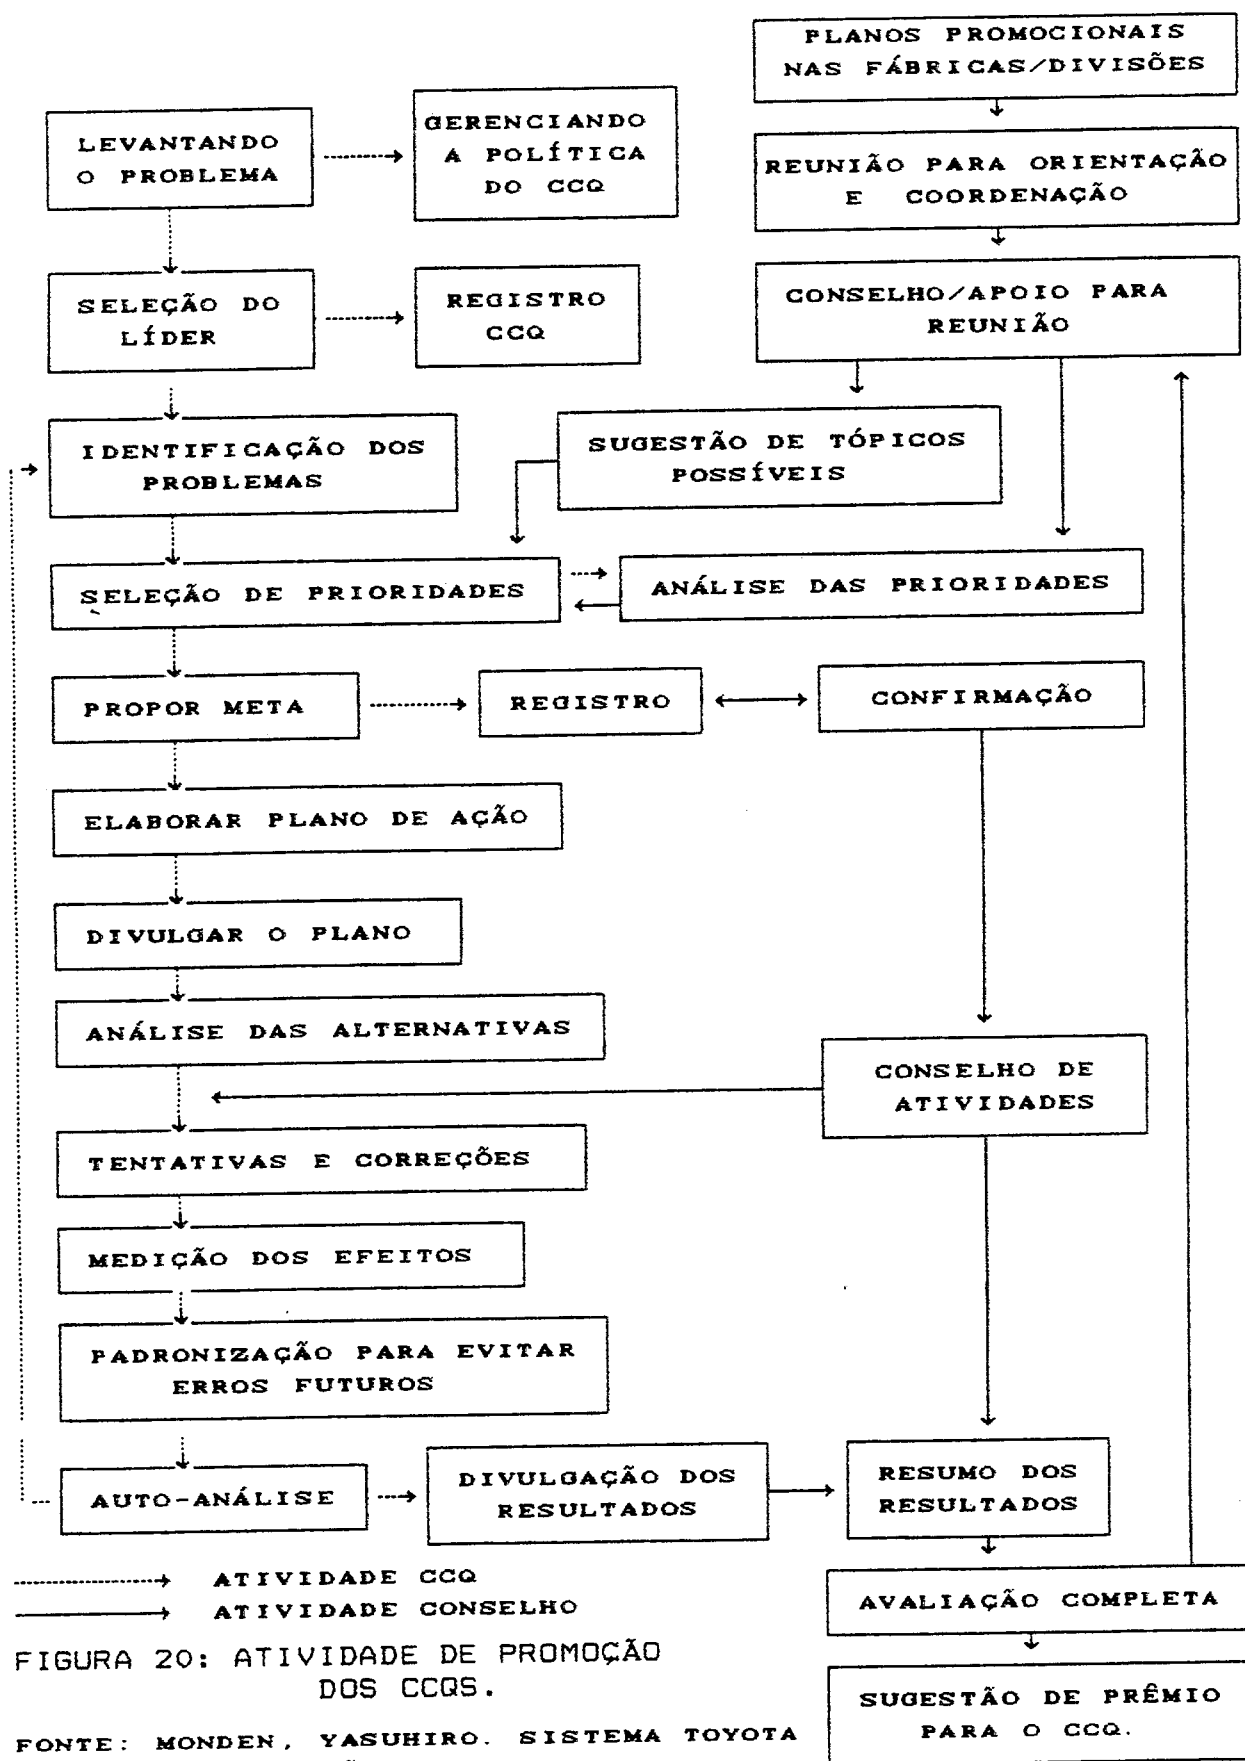 PLANOS PROMOCIONAIS
NAS FÁBRICAS/DIVISÕES
LEVANTANDO
O PROBLEMA
GERENCIANDO
A POLÍTICA
DO CCQ
REUNIÃO PARA ORIENTAÇÃO
E COORDENAÇÃO
SELEÇÃO DO
LÍDER
REGISTRO
CCQ
CONSELHO/APOIO PARA
REUNIÃO
IDENTIFICAÇÃO DOS
PROBLEMAS
SUGESTÃO DE TÓPICOS
POSSÍVEIS
SELEÇÃO DE PRIORIDADES
ANÁLISE DAS PRIORIDADES
PROPOR META
REGISTRO
CONFIRMAÇÃO
ELABORAR PLANO DE AÇÃO
DIVULGAR O PLANO
ANÁLISE DAS ALTERNATIVAS
CONSELHO DE
ATIVIDADES
TENTATIVAS E CORREÇÕES
MEDIÇÃO DOS EFEITOS
PADRONIZAÇÃO PARA EVITAR
ERROS FUTUROS
AUTO-ANÁLISE
DIVULGAÇÃO DOS
RESULTADOS
RESUMO DOS
RESULTADOS
ATIVIDADE CCQ
ATIVIDADE CONSELHO
AVALIAÇÃO COMPLETA
SUGESTÃO DE PRÊMIO
PARA O CCQ.
FIGURA 20: ATIVIDADE DE PROMOÇÃO
DOS CCQS.
FONTE: MONDEN, YASUHIRO. SISTEMA TOYOTA